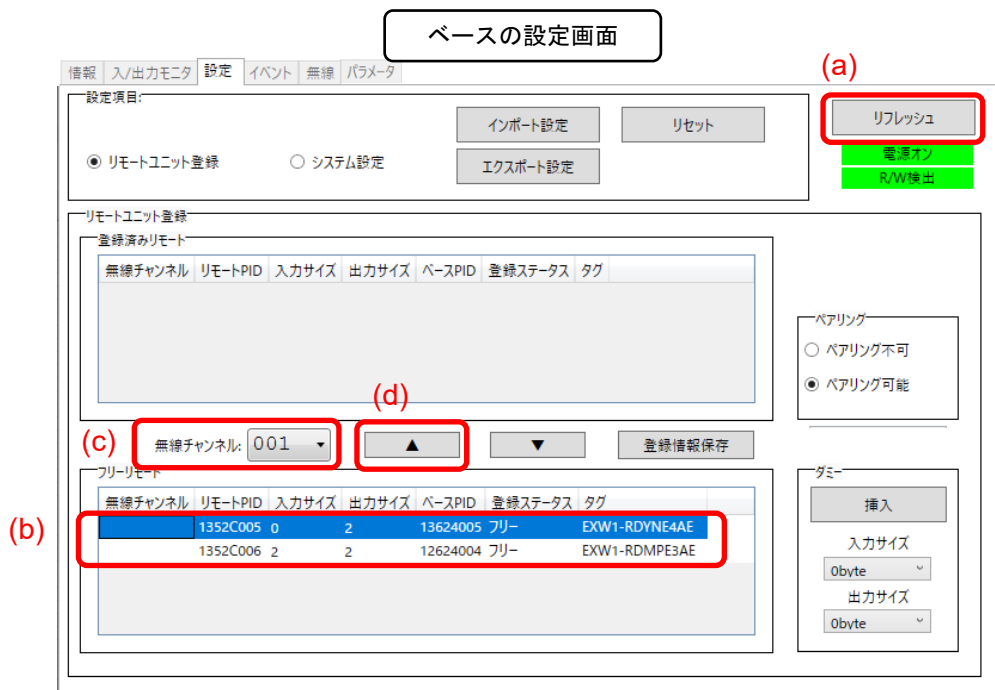 ベースの設定画面
(a)
情報 入/出力モニタ 設定 イベント 無線 パラメータ
設定項目:
インポート設定 リセット リフレッシュ
電源オン
リモートユニット登録 システム設定 エクスポート設定
R/W検出
リモートユニット登録
登録済みリモート
無線チャンネル リモートPID 入力サイズ 出力サイズ ベースPID 登録ステータス タグ
ペアリング
ペアリング不可
ペアリング可能
(d)
(c) 無線チャンネル: 001 ▲ ▼ 登録情報保存
フリーリモート
ダミー
無線チャンネル リモートPID 入力サイズ 出力サイズ ベースPID 登録ステータス タグ
挿入
(b)
1352C005 0 2 13624005 フリー EXW1-RDYNE4AE
1352C006 2 2 12624004 フリー EXW1-RDMPE3AE
入力サイズ
0byte
出力サイズ
0byte